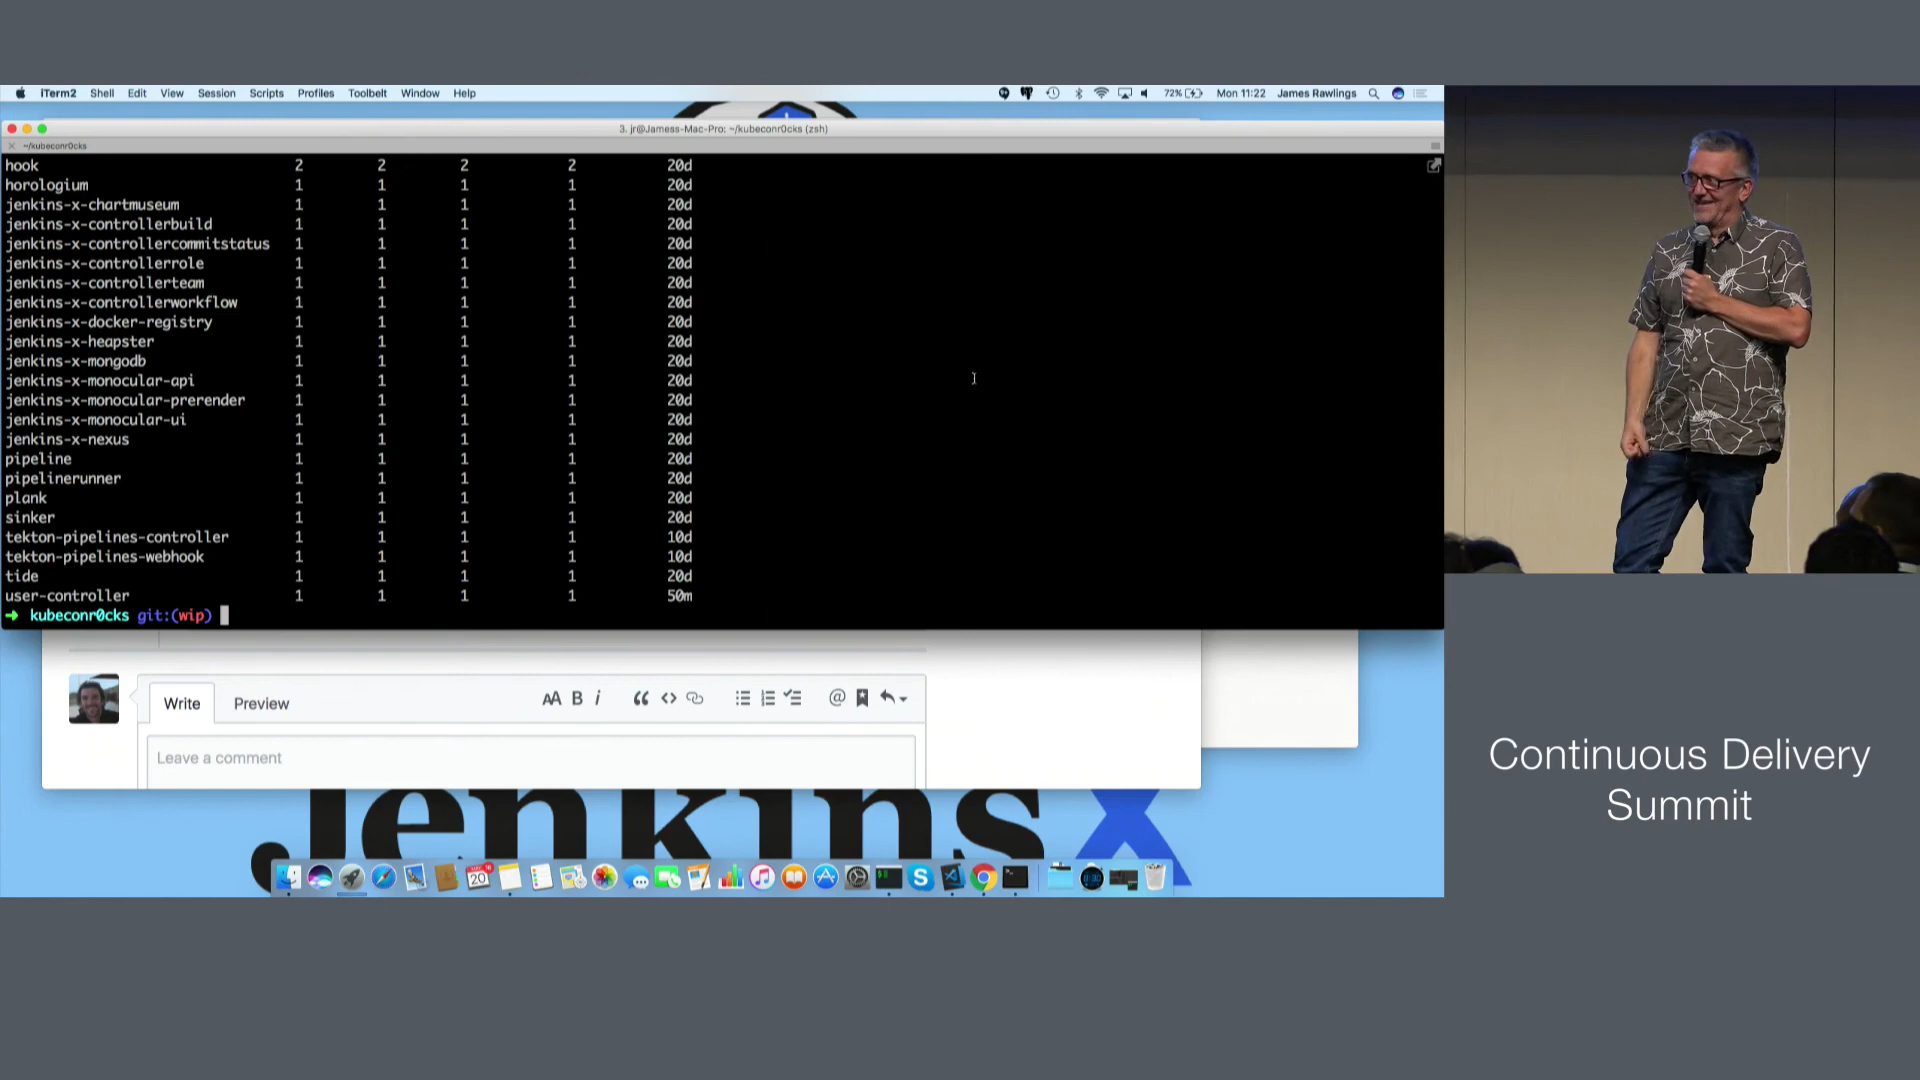 iTerm2 Shell Edit View Session Scripts Profiles Toolbelt Window Help 72% Mon 11:22 James Rawlings
3. jr@Jamess-Mac-Pro: ~/kubeconr0cks (zsh)
~/kubeconr0cks
hook 2 2 2 2 20d
horologium 1 1 1 1 20d
jenkins-x-chartmuseum 1 1 1 1 20d
jenkins-x-controllerbuild 1 1 1 1 20d
jenkins-x-controllercommitstatus 1 1 1 1 20d
jenkins-x-controllerrole 1 1 1 1 20d
jenkins-x-controllerteam 1 1 1 1 20d
jenkins-x-controllerworkflow 1 1 1 1 20d
jenkins-x-docker-registry 1 1 1 1 20d
jenkins-x-heapster 1 1 1 1 20d
jenkins-x-mongodb 1 1 1 1 20d
jenkins-x-monocular-api 1 1 1 1 20d
jenkins-x-monocular-prerender 1 1 1 1 20d
jenkins-x-monocular-ui 1 1 1 1 20d
jenkins-x-nexus 1 1 1 1 20d
pipeline 1 1 1 1 20d
pipelinerunner 1 1 1 1 20d
plank 1 1 1 1 20d
sinker 1 1 1 1 20d
tekton-pipelines-controller 1 1 1 1 10d
tekton-pipelines-webhook 1 1 1 1 10d
tide 1 1 1 1 20d
user-controller 1 1 1 1 50m
➜ kubeconr0cks git:(wip)
Write Preview AA B i @
Leave a comment
Jenkins X
20
Continuous Delivery
Summit